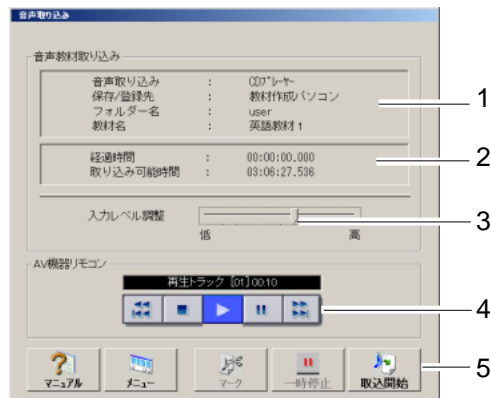 音声取り込み
音声教材取り込み
音声取り込み : CDプレーヤー
保存/登録先 : 教材作成パソコン
フォルダー名 : user
教材名 : 英語教材1
1
経過時間 : 00:00:00.000
取り込み可能時間 : 03:06:27.536
2
入力レベル調整
低 高
3
AV機器リモコン
再生トラック [01] 00:10
4
マニュアル メニュー マーク 一時停止 取込開始
5